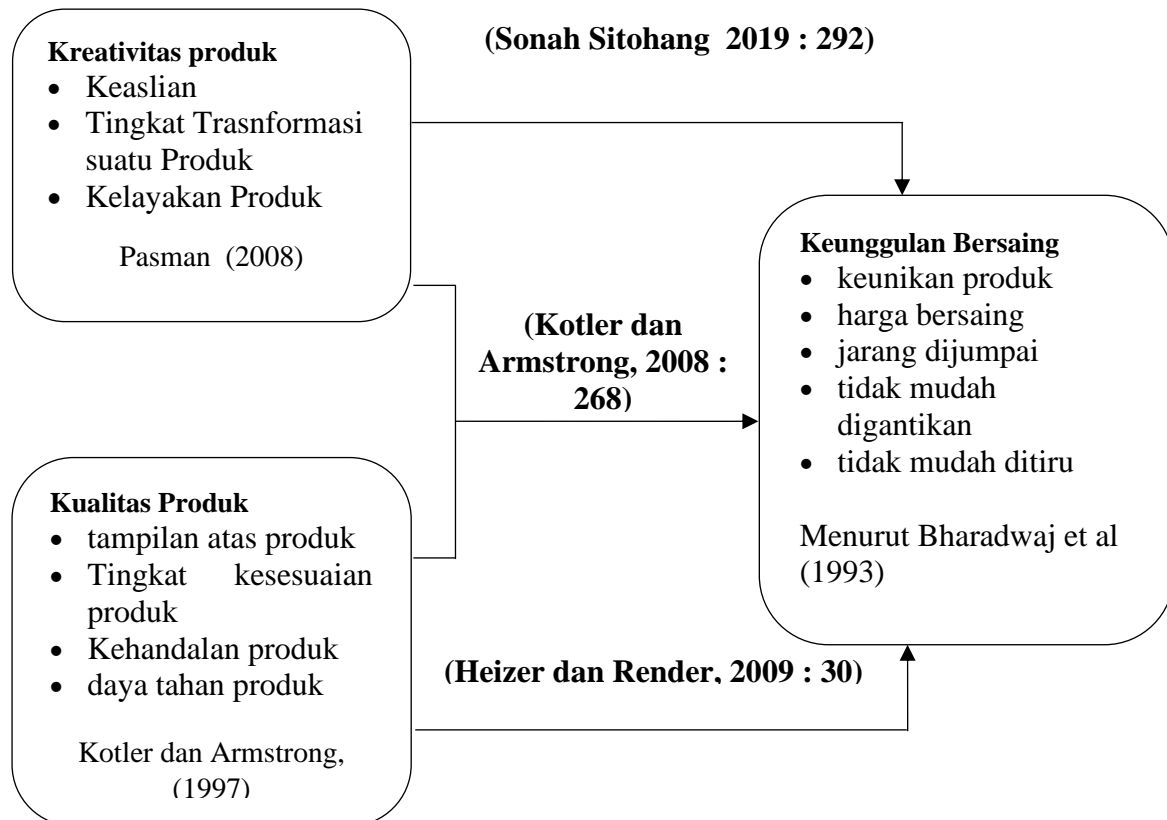 Kreativitas produk
• Keaslian
• Tingkat Trasnformasi
suatu Produk
• Kelayakan Produk
Pasman (2008)
(Sonah Sitohang 2019 : 292)
(Kotler dan
Armstrong, 2008 :
268)
Keunggulan Bersaing
• keunikan produk
• harga bersaing
• jarang dijumpai
• tidak mudah
digantikan
• tidak mudah ditiru
Menurut Bharadwaj et al
(1993)
Kualitas Produk
• tampilan atas produk
• Tingkat kesesuaian
produk
• Kehandalan produk
• daya tahan produk
Kotler dan Armstrong,
(1997)
(Heizer dan Render, 2009 : 30)